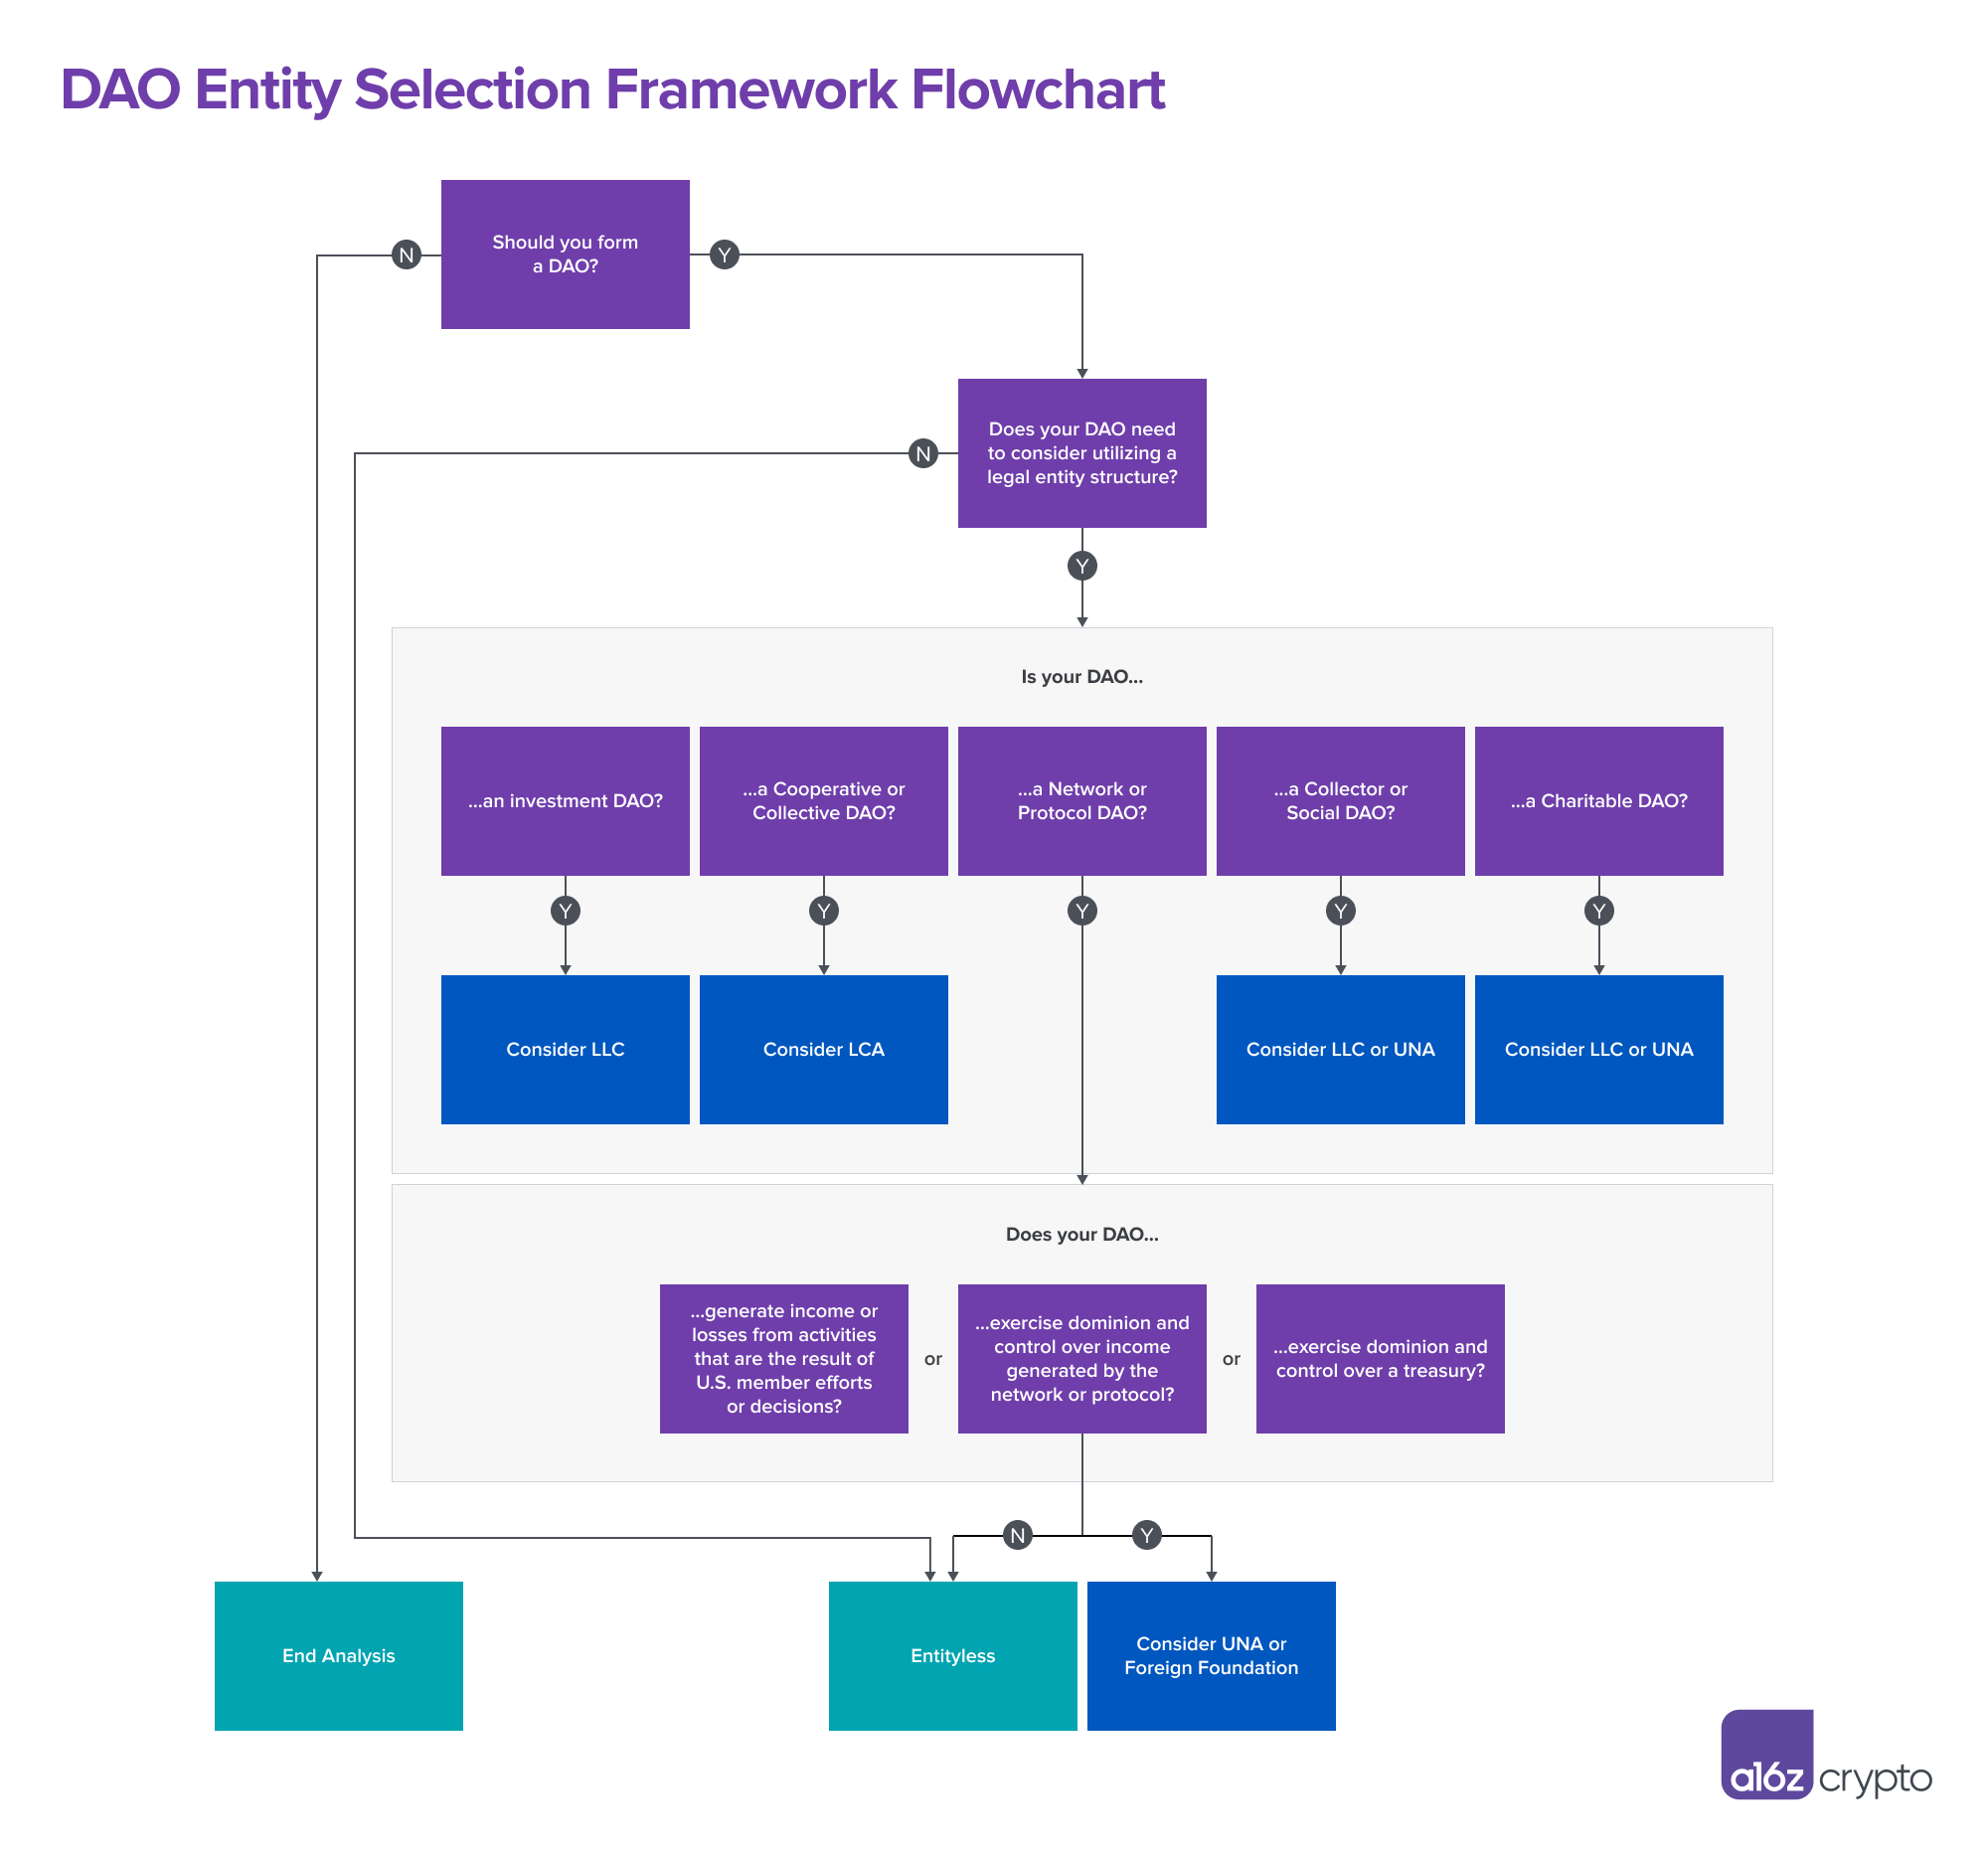 DAO Entity Selection Framework Flowchart
Should you form
a DAO?
N
Y
Does your DAO need
to consider utilizing a
legal entity structure?
N
Y
Is your DAO...
...an investment DAO?
...a Cooperative or
Collective DAO?
...a Network or
Protocol DAO?
...a Collector or
Social DAO?
...a Charitable DAO?
Y
Y
Y
Y
Y
Consider LLC
Consider LCA
Consider LLC or UNA
Consider LLC or UNA
Does your DAO...
...generate income or
losses from activities
that are the result of
U.S. member efforts
or decisions?
or
...exercise dominion and
control over income
generated by the
network or protocol?
or
...exercise dominion and
control over a treasury?
N
Y
End Analysis
Entityless
Consider UNA or
Foreign Foundation
a16z crypto